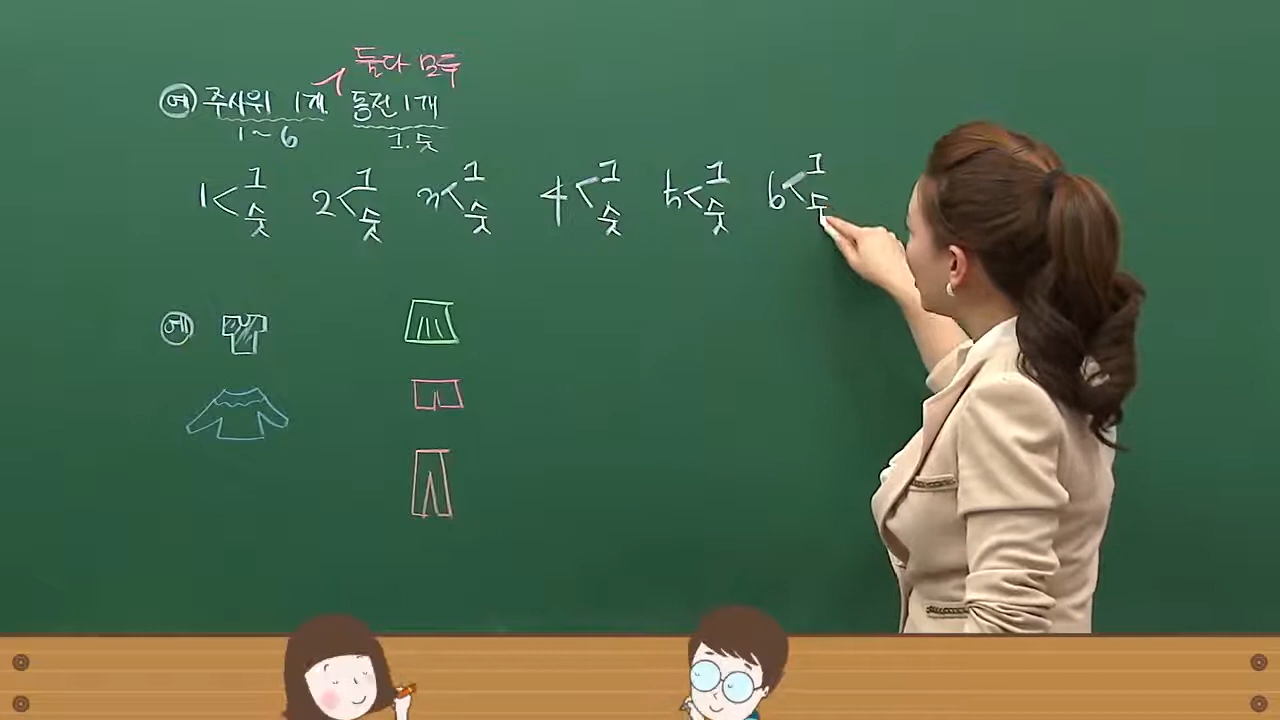 둘다 모두
예 주사위 1개 동전 1개
1~6 그.듯
1<그 숫 2<그 숫 3<그 숫 4<그 숫 5<그 숫 6<그 숫
예